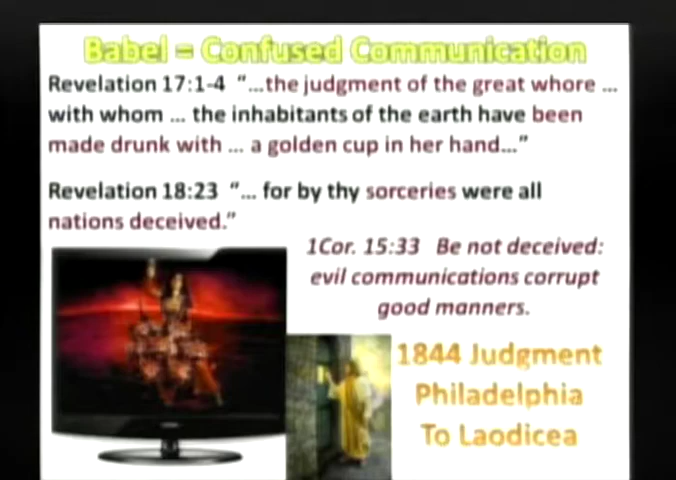 Babel = Confused Communication
Revelation 17:1-4 “...the judgment of the great whore ...
with whom ... the inhabitants of the earth have been
made drunk with ... a golden cup in her hand...”
Revelation 18:23 “... for by thy sorceries were all
nations deceived.”
1Cor. 15:33 Be not deceived:
evil communications corrupt
good manners.
1844 Judgment
Philadelphia
To Laodicea